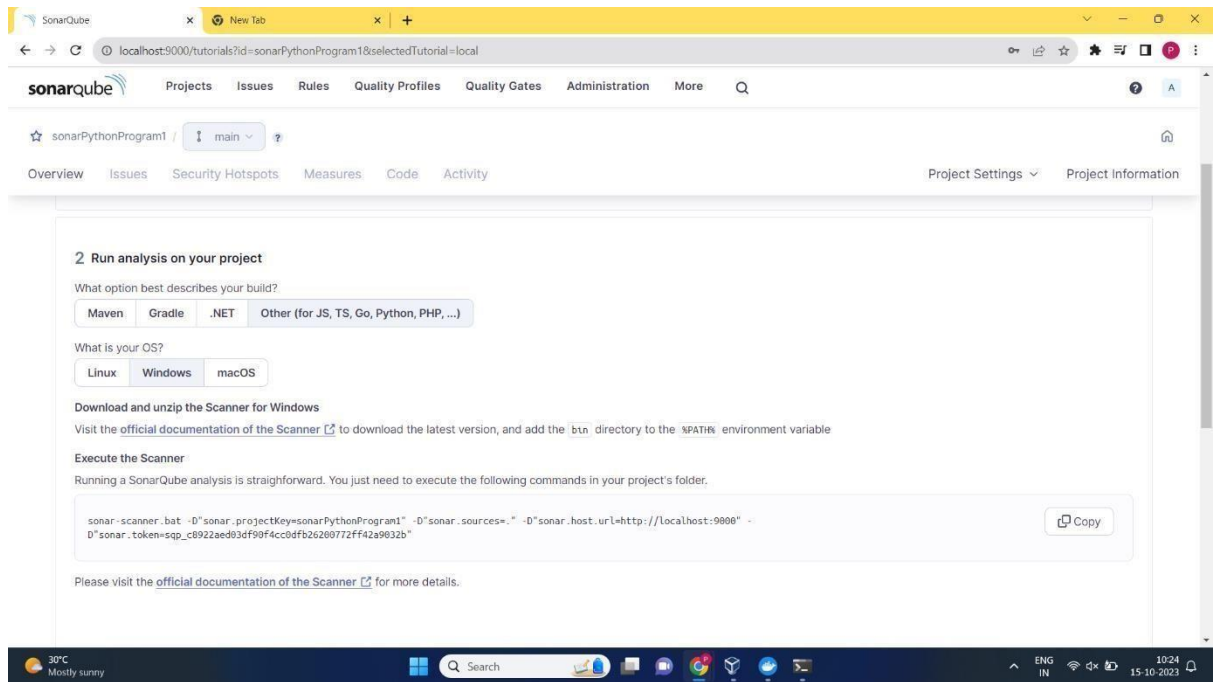 SonarQube
New Tab
localhost:9000/tutorials?id=sonarPythonProgram1&selectedTutorial=local
P
sonarqube Projects Issues Rules Quality Profiles Quality Gates Administration More A
sonarPythonProgram1 / main ?
Overview Issues Security Hotspots Measures Code Activity Project Settings Project Information
2 Run analysis on your project
What option best describes your build?
Maven Gradle .NET Other (for JS, TS, Go, Python, PHP, ...)
What is your OS?
Linux Windows macOS
Download and unzip the Scanner for Windows
Visit the official documentation of the Scanner to download the latest version, and add the bin directory to the %PATH% environment variable
Execute the Scanner
Running a SonarQube analysis is straighforward. You just need to execute the following commands in your project's folder.
sonar-scanner.bat -D"sonar.projectKey=sonarPythonProgram1" -D"sonar.sources=." -D"sonar.host.url=http://localhost:9000" -
D"sonar.token=sqp_c8922aed03df90f4cc0dfb26200772ff42a9032b"
Copy
Please visit the official documentation of the Scanner for more details.
30°C
Mostly sunny
Search
ENG
IN
10:24
15-10-2023